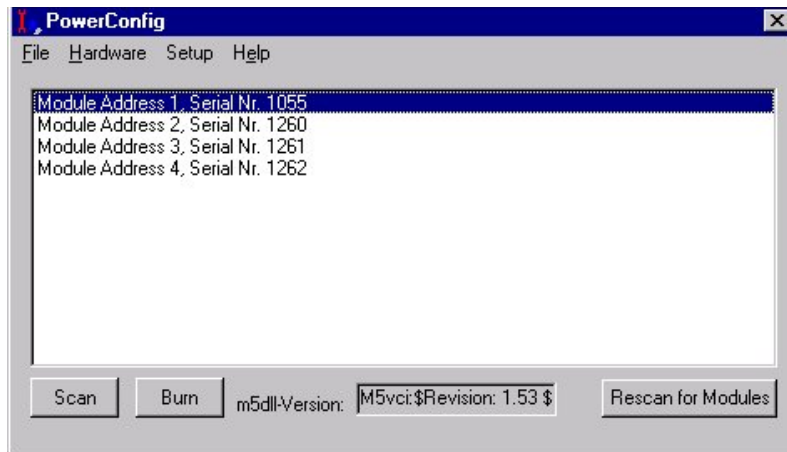 PowerConfig
File Hardware Setup Help
Module Address 1, Serial Nr. 1055
Module Address 2, Serial Nr. 1260
Module Address 3, Serial Nr. 1261
Module Address 4, Serial Nr. 1262
Scan Burn m5dll-Version: M5vci:$Revision: 1.53 $ Rescan for Modules